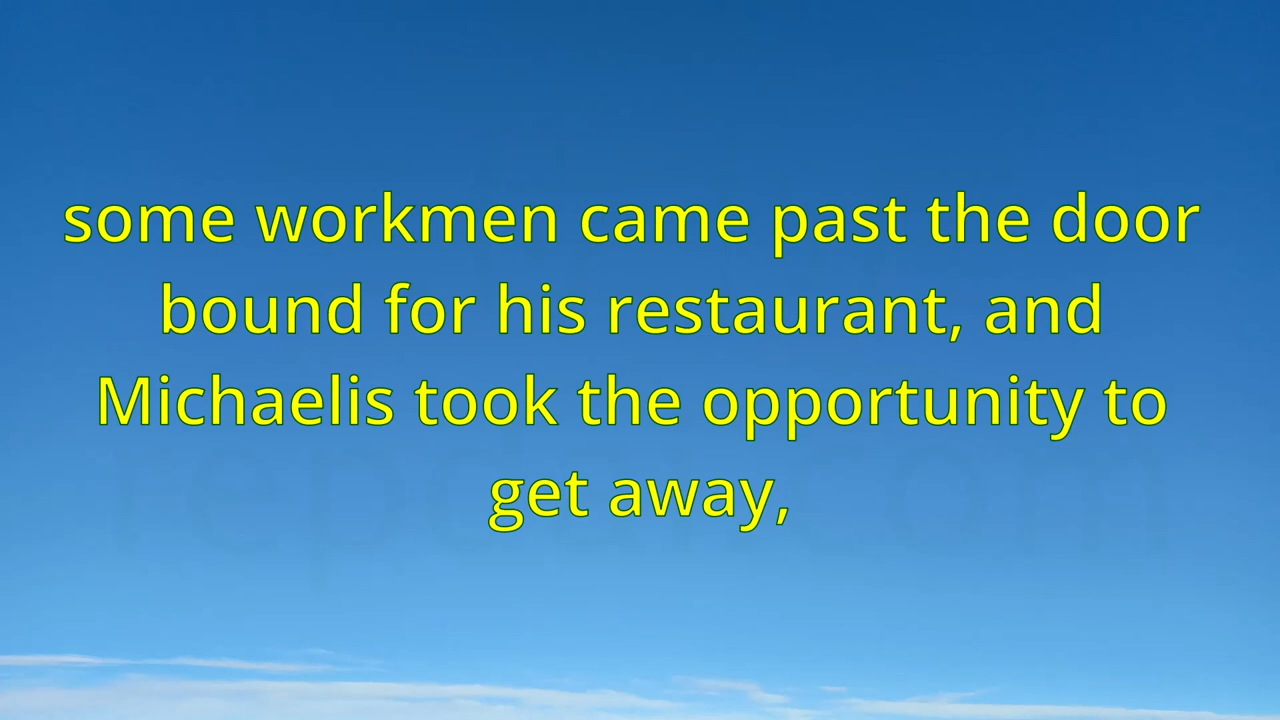 some workmen came past the door
bound for his restaurant, and
Michaelis took the opportunity to
get away,